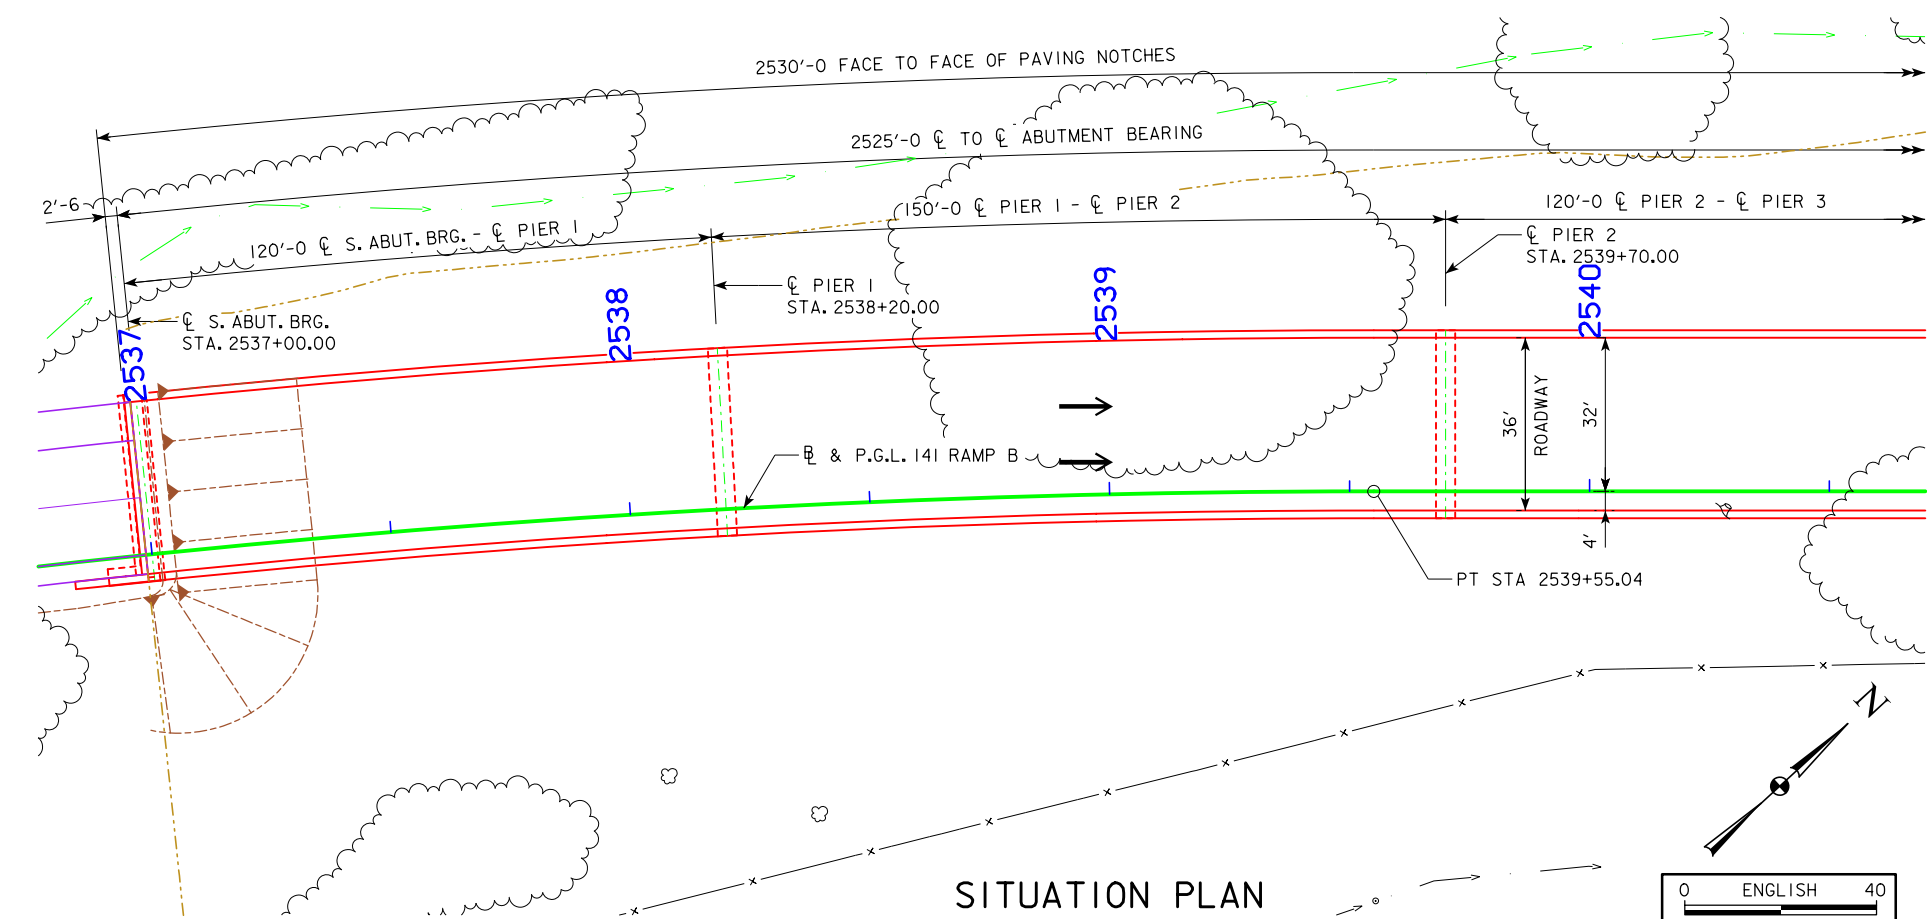 2530'-0 FACE TO FACE OF PAVING NOTCHES
2525'-0 ℄ TO ℄ ABUTMENT BEARING
2'-6
120'-0 ℄ S. ABUT. BRG. - ℄ PIER 1
150'-0 ℄ PIER 1 - ℄ PIER 2
120'-0 ℄ PIER 2 - ℄ PIER 3
℄ PIER 2
STA. 2539+70.00
℄ PIER 1
STA. 2538+20.00
℄ S. ABUT. BRG.
STA. 2537+00.00
2537
2538
2539
2540
36'
ROADWAY
32'
4'
B̲L & P.G.L. 141 RAMP B
PT STA 2539+55.04
N
SITUATION PLAN
0 ENGLISH 40